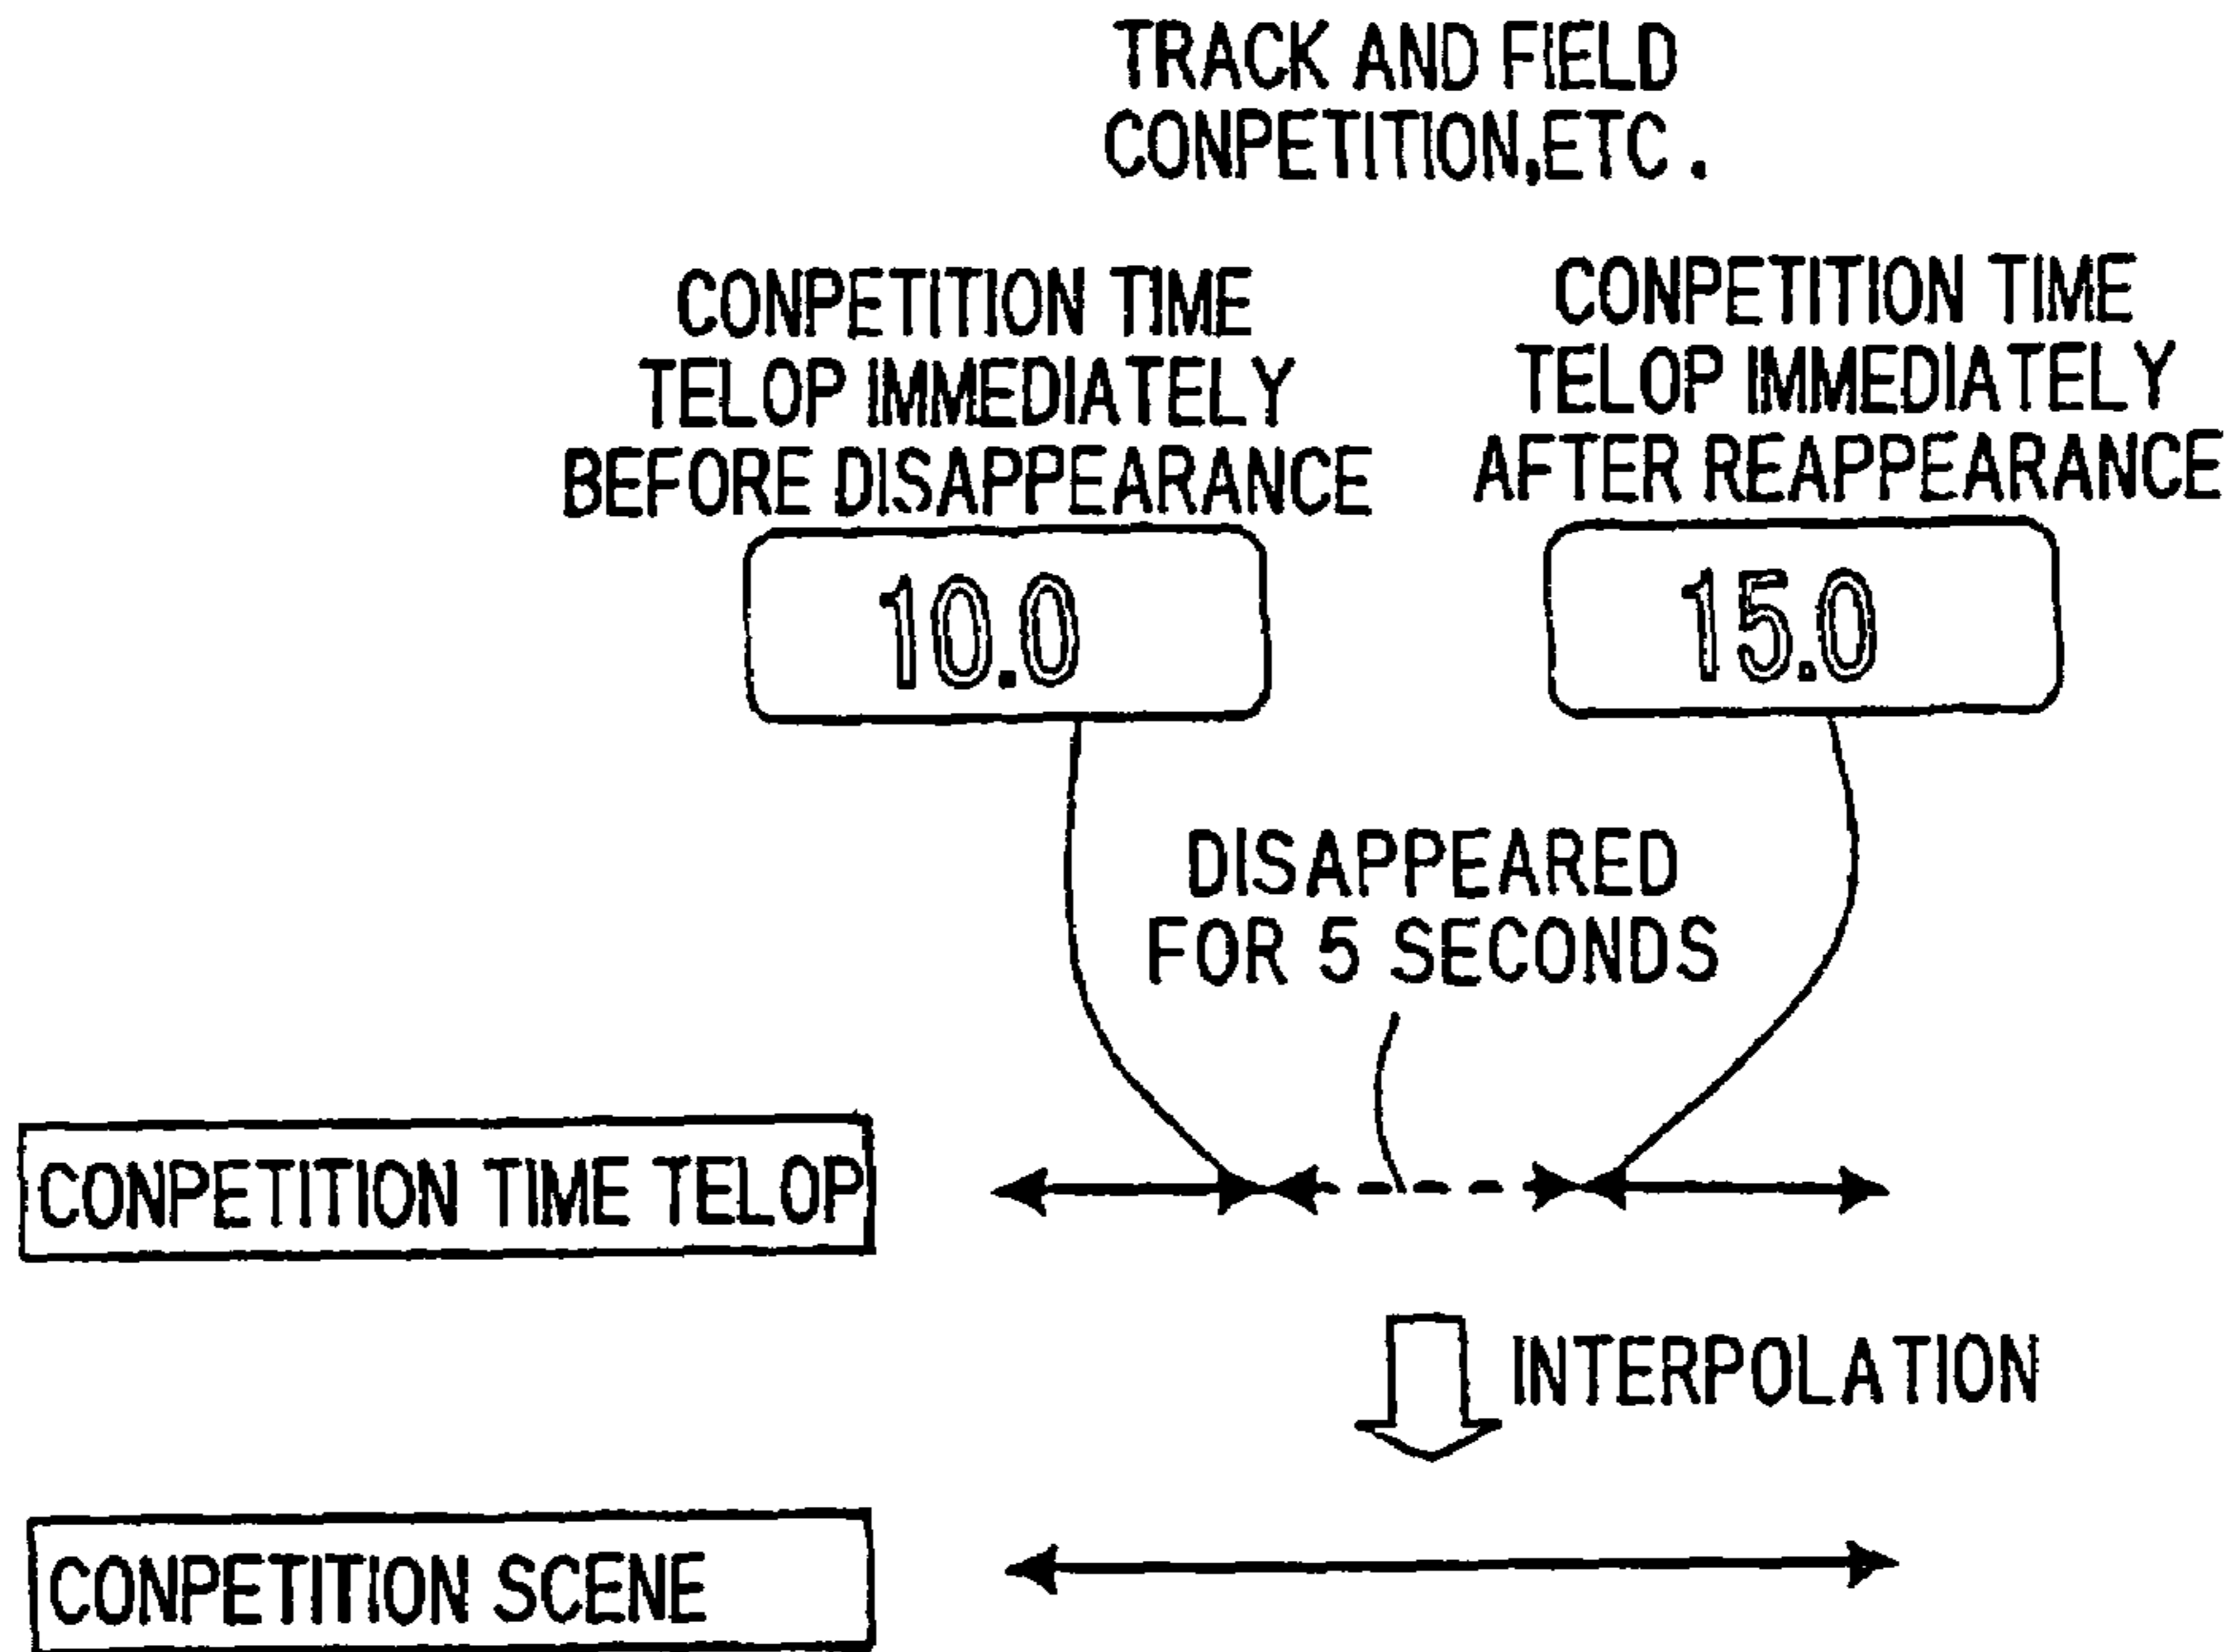 TRACK AND FIELD
CONPETITION,ETC.
CONPETITION TIME
TELOP IMMEDIATELY
BEFORE DISAPPEARANCE
CONPETITION TIME
TELOP IMMEDIATELY
AFTER REAPPEARANCE
10.0
15.0
DISAPPEARED
FOR 5 SECONDS
CONPETITION TIME TELOP
INTERPOLATION
CONPETITION SCENE